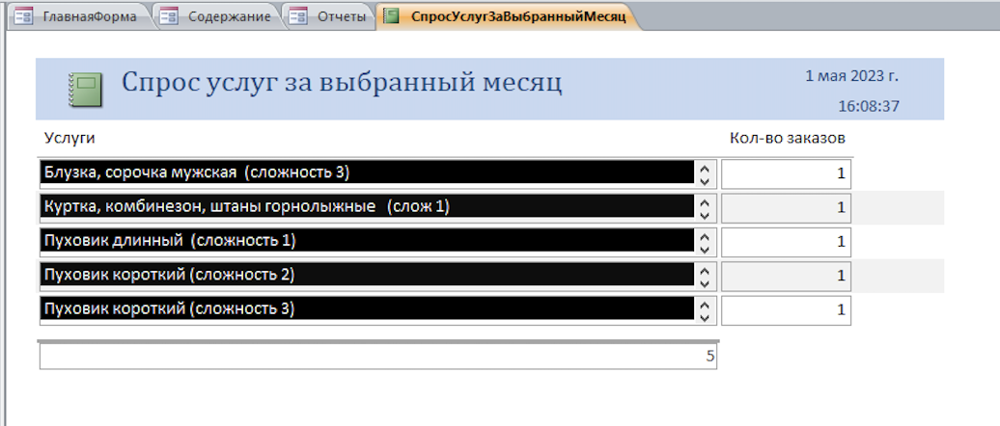 ГлавнаяФорма Содержание Отчеты СпросУслугЗаВыбранныйМесяц
Спрос услуг за выбранный месяц 1 мая 2023 г.
16:08:37
Услуги Кол-во заказов
Блузка, сорочка мужская (сложность 3) 1
Куртка, комбинезон, штаны горнолыжные (слож 1) 1
Пуховик длинный (сложность 1) 1
Пуховик короткий (сложность 2) 1
Пуховик короткий (сложность 3) 1
5